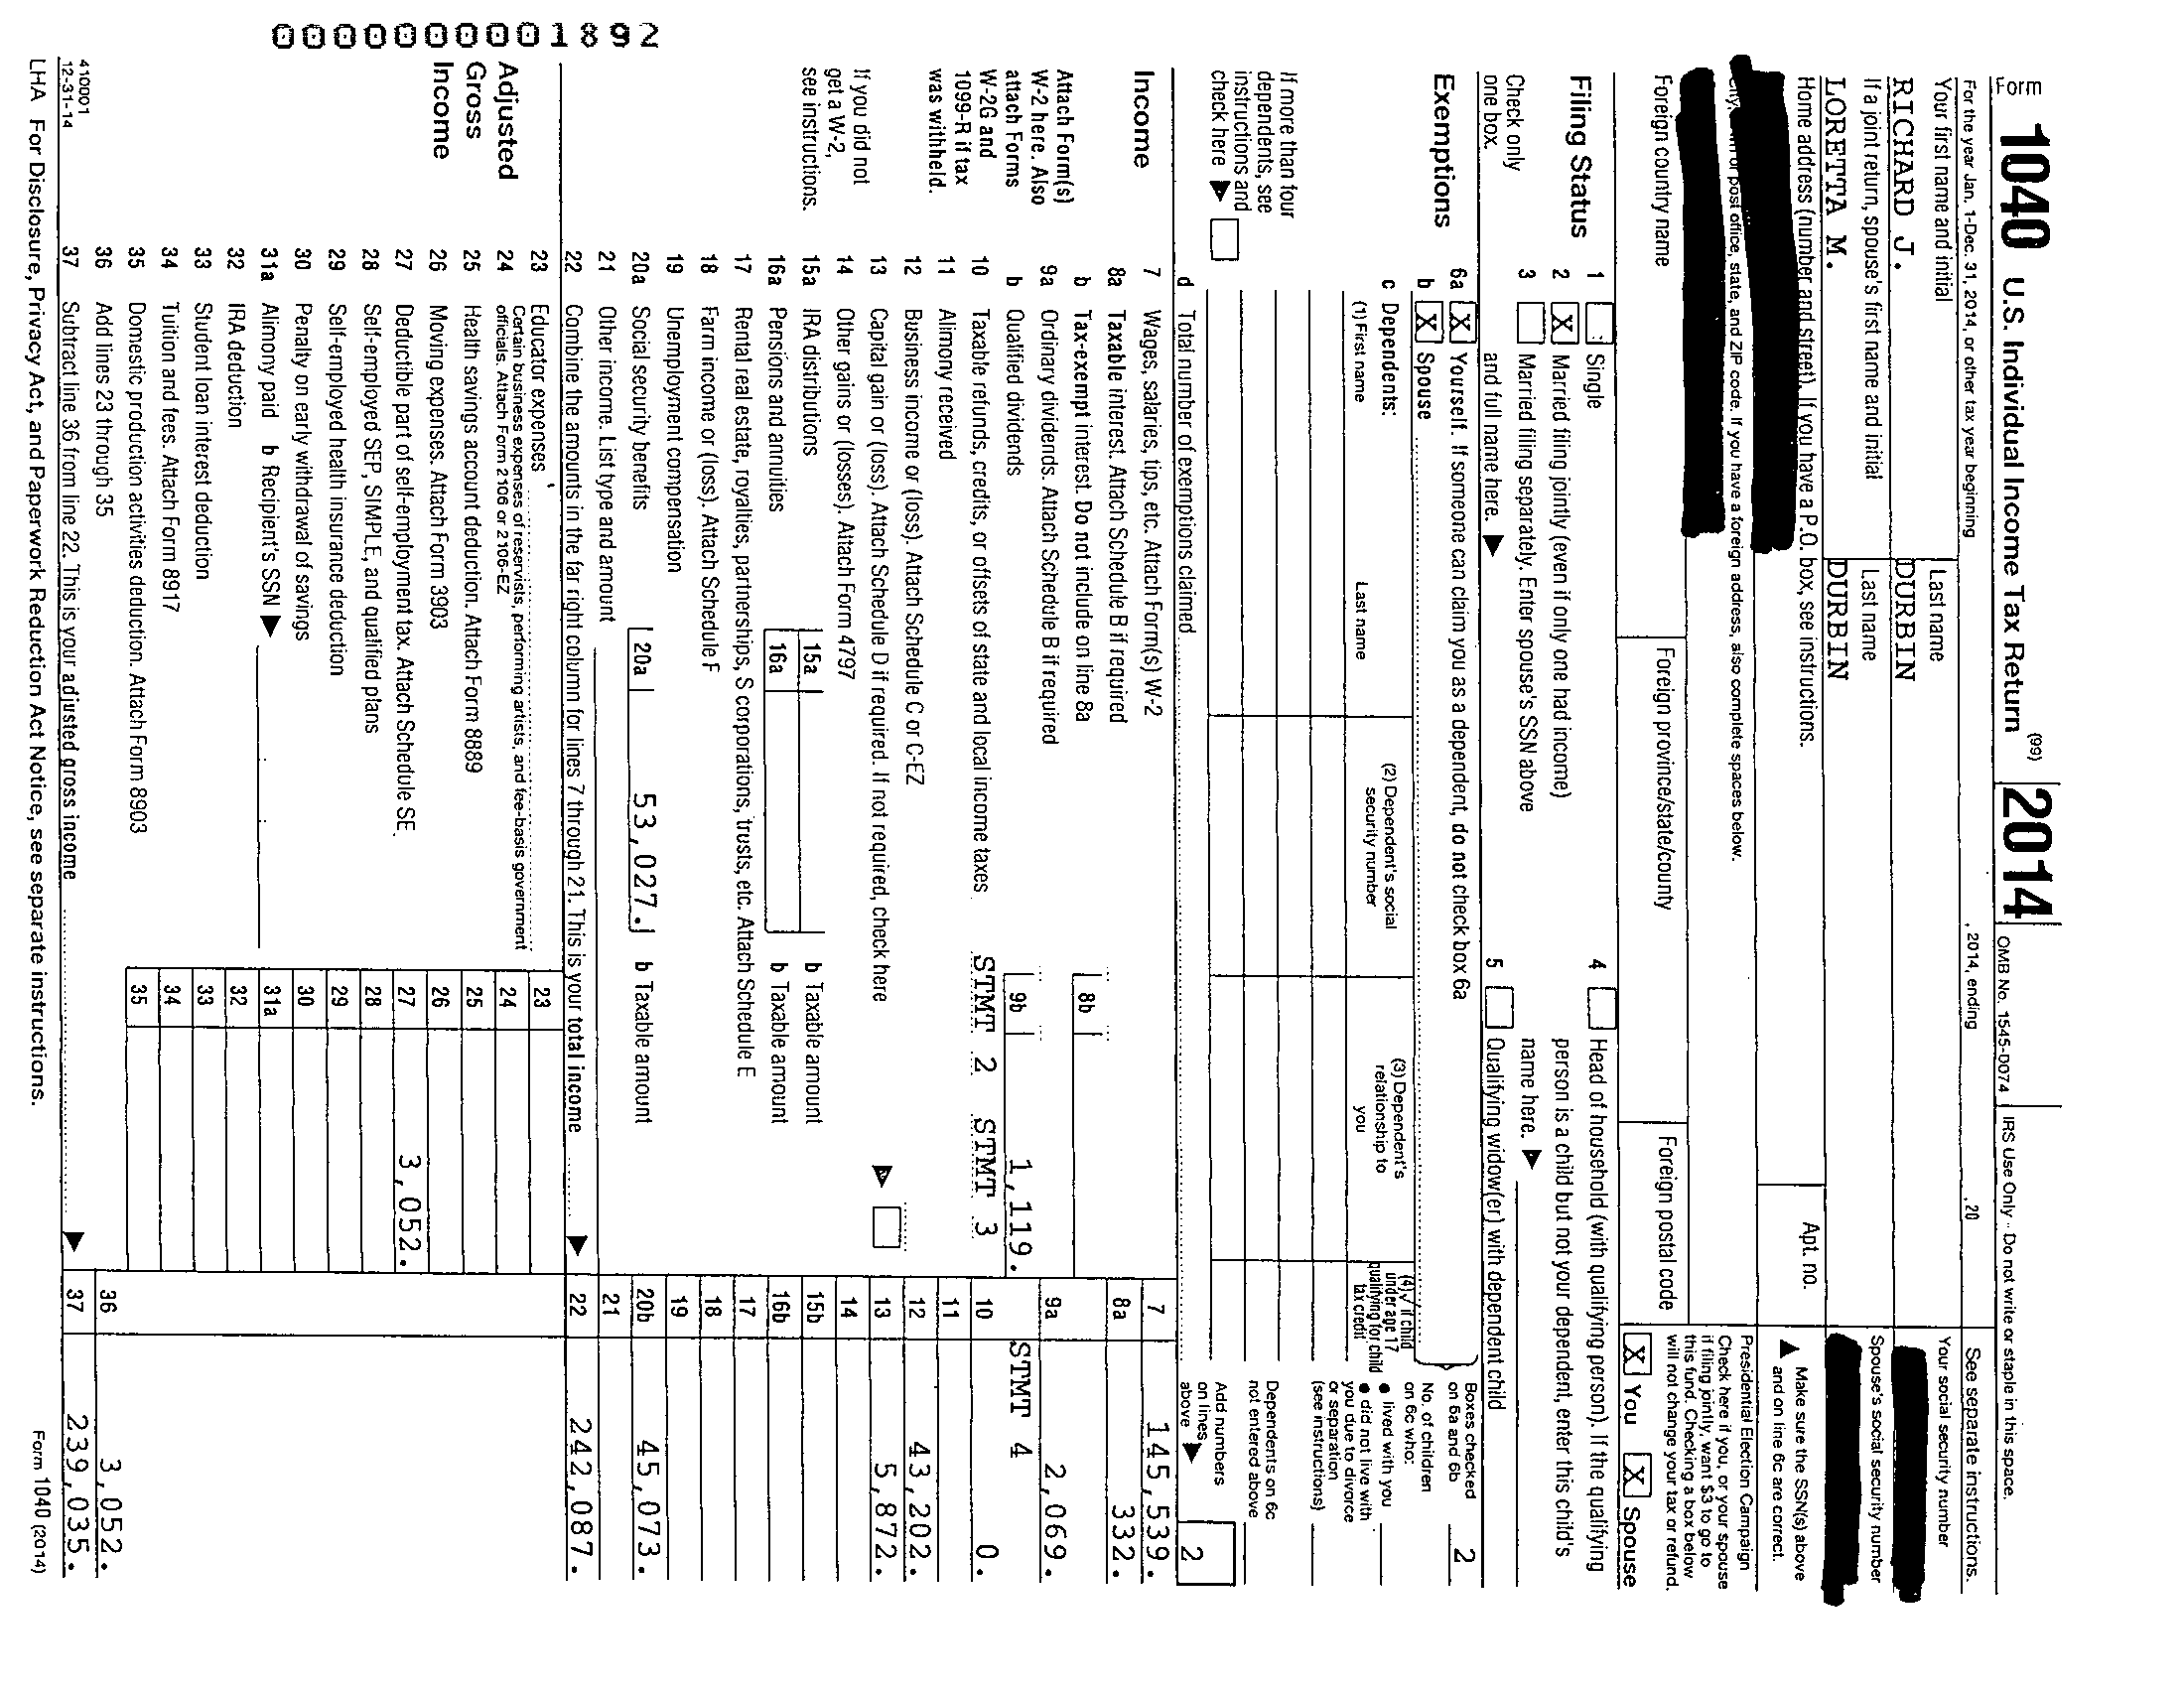 Form 1040 U.S. Individual Income Tax Return (99) 2014 OMB No. 1545-0074 IRS Use Only - Do not write or staple in this space.
For the year Jan. 1-Dec. 31, 2014, or other tax year beginning , 2014, ending , 20 See separate instructions.
Your first name and initial Last name Your social security number
RICHARD J. DURBIN
If a joint return, spouse's first name and initial Last name Spouse's social security number
LORETTA M. DURBIN
Home address (number and street). If you have a P.O. box, see instructions. Apt. no.
▲ Make sure the SSN(s) above and on line 6c are correct.
City, town or post office, state, and ZIP code. If you have a foreign address, also complete spaces below.
Presidential Election Campaign
Check here if you, or your spouse
if filing jointly, want $3 to go to
this fund. Checking a box below
will not change your tax or refund.
Foreign country name Foreign province/state/county Foreign postal code
X You X Spouse
Filing Status
Check only
one box.
1 Single
2 X Married filing jointly (even if only one had income)
3 Married filing separately. Enter spouse's SSN above
and full name here. ▶
4 Head of household (with qualifying person). If the qualifying
person is a child but not your dependent, enter this child's
name here. ▶
5 Qualifying widow(er) with dependent child
Exemptions
6a X Yourself. If someone can claim you as a dependent, do not check box 6a
b X Spouse
Boxes checked
on 6a and 6b 2
c Dependents:
(1) First name Last name
(2) Dependent's social
security number
(3) Dependent's
relationship to
you
(4) √ if child
under age 17
qualifying for child
tax credit
No. of children
on 6c who:
● lived with you
● did not live with
you due to divorce
or separation
(see instructions)
Dependents on 6c
not entered above
If more than four
dependents, see
instructions and
check here ▶
d Total number of exemptions claimed
Add numbers
on lines
above ▶ 2
Income
Attach Form(s)
W-2 here. Also
attach Forms
W-2G and
1099-R if tax
was withheld.
If you did not
get a W-2,
see instructions.
7 Wages, salaries, tips, etc. Attach Form(s) W-2 7 145,539.
8a Taxable interest. Attach Schedule B if required 8a 332.
b Tax-exempt interest. Do not include on line 8a 8b
9a Ordinary dividends. Attach Schedule B if required 9a 2,069.
b Qualified dividends 9b 1,119. STMT 4
10 Taxable refunds, credits, or offsets of state and local income taxes STMT 2 STMT 3 10 0.
11 Alimony received 11
12 Business income or (loss). Attach Schedule C or C-EZ 12 43,202.
13 Capital gain or (loss). Attach Schedule D if required. If not required, check here ▶ 13 5,872.
14 Other gains or (losses). Attach Form 4797 14
15a IRA distributions 15a b Taxable amount 15b
16a Pensions and annuities 16a b Taxable amount 16b
17 Rental real estate, royalties, partnerships, S corporations, trusts, etc. Attach Schedule E 17
18 Farm income or (loss). Attach Schedule F 18
19 Unemployment compensation 19
20a Social security benefits 20a 53,027. b Taxable amount 20b 45,073.
21 Other income. List type and amount 21
22 Combine the amounts in the far right column for lines 7 through 21. This is your total income ▶ 22 242,087.
Adjusted
Gross
Income
23 Educator expenses 23
24 Certain business expenses of reservists, performing artists, and fee-basis government
officials. Attach Form 2106 or 2106-EZ 24
25 Health savings account deduction. Attach Form 8889 25
26 Moving expenses. Attach Form 3903 26
27 Deductible part of self-employment tax. Attach Schedule SE 27 3,052.
28 Self-employed SEP, SIMPLE, and qualified plans 28
29 Self-employed health insurance deduction 29
30 Penalty on early withdrawal of savings 30
31a Alimony paid b Recipient's SSN ▶ 31a
32 IRA deduction 32
33 Student loan interest deduction 33
34 Tuition and fees. Attach Form 8917 34
35 Domestic production activities deduction. Attach Form 8903 35
36 Add lines 23 through 35 36 3,052.
37 Subtract line 36 from line 22. This is your adjusted gross income ▶ 37 239,035.
410001
12-31-14
LHA For Disclosure, Privacy Act, and Paperwork Reduction Act Notice, see separate instructions. Form 1040 (2014)
0000000001892